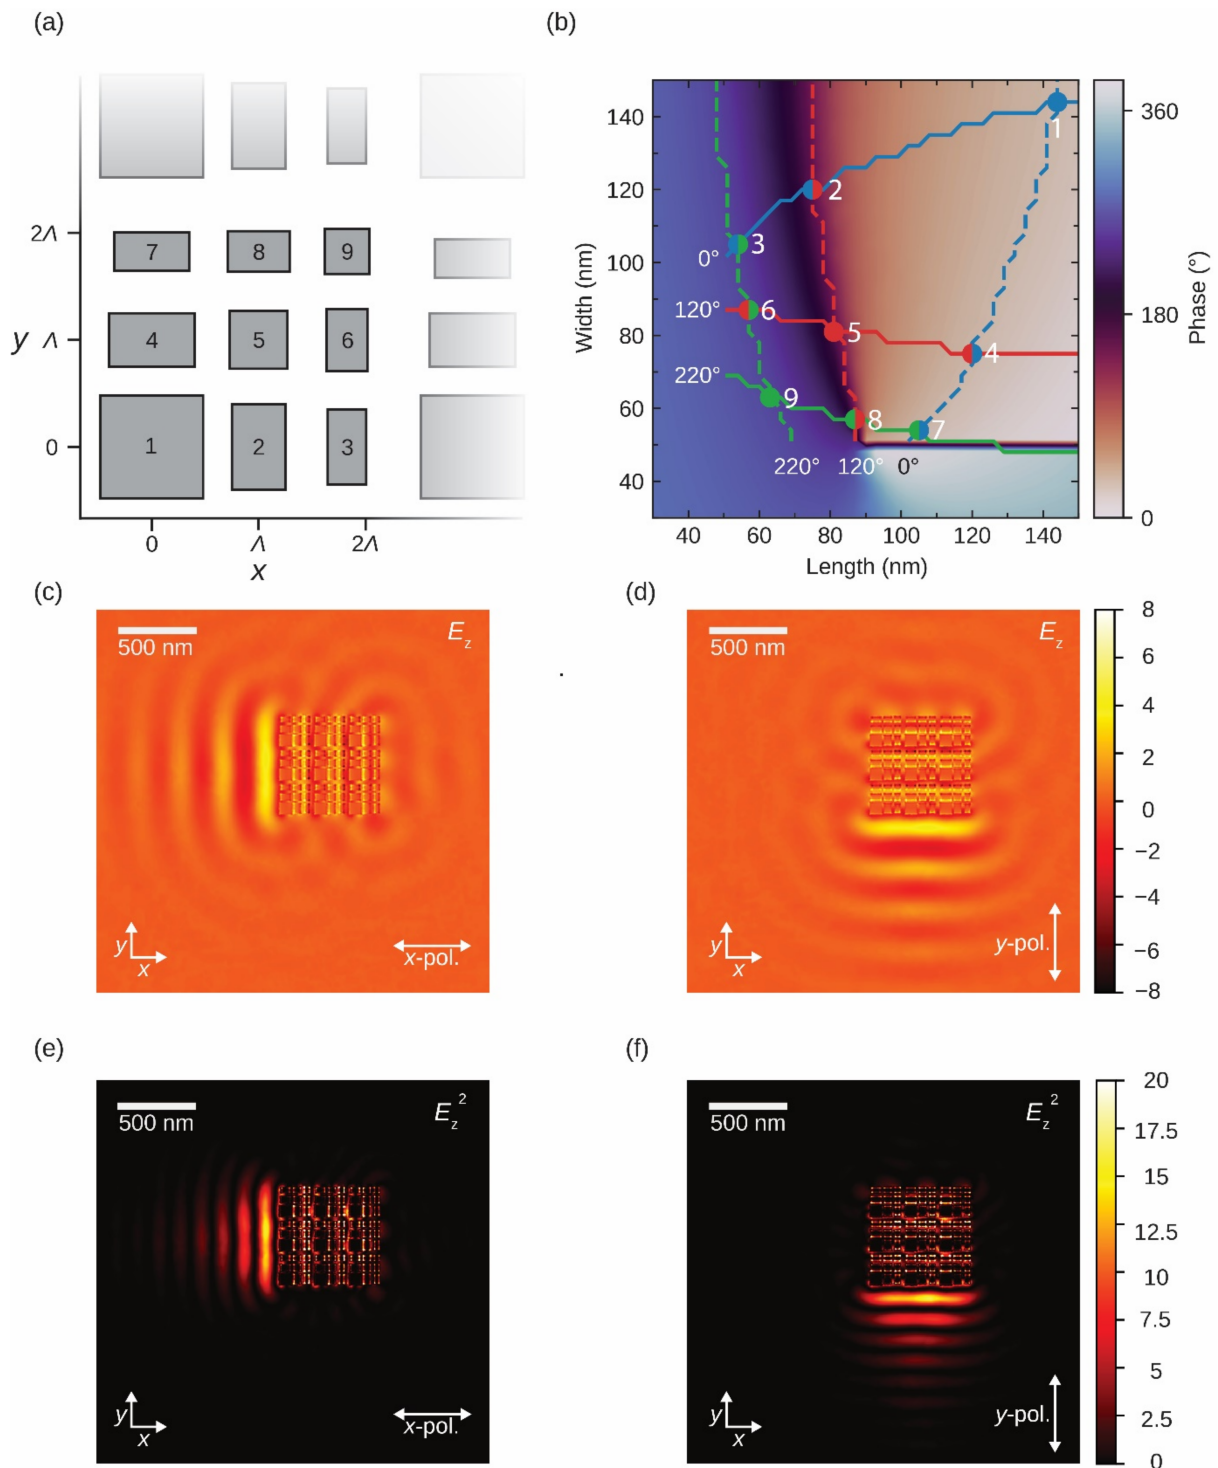 (a)
2Λ
y Λ
0
7 8 9
4 5 6
1 2 3
0 Λ 2Λ
x
(b)
140
120
100
80
60
40
Width (nm)
1
2
3
0°
120°
6
5
4
220°
9
8
7
220° 120° 0°
40 60 80 100 120 140
Length (nm)
360
180
0
Phase (°)
(c)
500 nm
Ez
y
x
x-pol.
(d)
500 nm
Ez
y
x
y-pol.
8
6
4
2
0
−2
−4
−6
−8
(e)
500 nm
Ez2
y
x
x-pol.
(f)
500 nm
Ez2
y
x
y-pol.
20
17.5
15
12.5
10
7.5
5
2.5
0